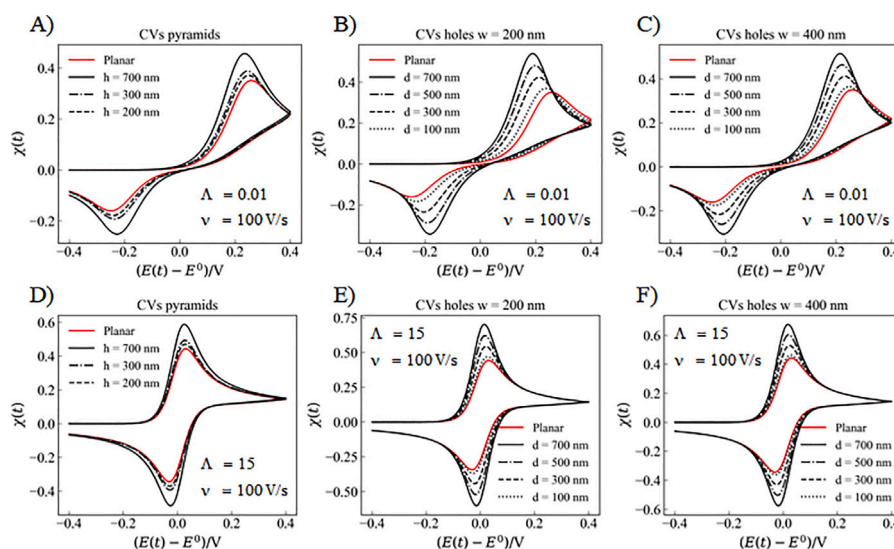 A)
CVs pyramids
Planar
h = 700 nm
h = 300 nm
h = 200 nm
Λ = 0.01
ν = 100 V/s
χ(t)
0.4
0.2
0.0
−0.2
−0.4 −0.2 0.0 0.2 0.4
(E(t) − E⁰)/V
B)
CVs holes w = 200 nm
Planar
d = 700 nm
d = 500 nm
d = 300 nm
d = 100 nm
Λ = 0.01
ν = 100 V/s
χ(t)
0.4
0.2
0.0
−0.2
−0.4 −0.2 0.0 0.2 0.4
(E(t) − E⁰)/V
C)
CVs holes w = 400 nm
Planar
d = 700 nm
d = 500 nm
d = 300 nm
d = 100 nm
Λ = 0.01
ν = 100 V/s
χ(t)
0.4
0.2
0.0
−0.2
−0.4 −0.2 0.0 0.2 0.4
(E(t) − E⁰)/V
D)
CVs pyramids
Planar
h = 700 nm
h = 300 nm
h = 200 nm
Λ = 15
ν = 100 V/s
χ(t)
0.6
0.4
0.2
0.0
−0.2
−0.4
−0.4 −0.2 0.0 0.2 0.4
(E(t) − E⁰)/V
E)
CVs holes w = 200 nm
Λ = 15
ν = 100 V/s
Planar
d = 700 nm
d = 500 nm
d = 300 nm
d = 100 nm
χ(t)
0.75
0.50
0.25
0.00
−0.25
−0.50
−0.4 −0.2 0.0 0.2 0.4
(E(t) − E⁰)/V
F)
CVs holes w = 400 nm
Λ = 15
ν = 100 V/s
Planar
d = 700 nm
d = 500 nm
d = 300 nm
d = 100 nm
χ(t)
0.6
0.4
0.2
0.0
−0.2
−0.4
−0.6
−0.4 −0.2 0.0 0.2 0.4
(E(t) − E⁰)/V